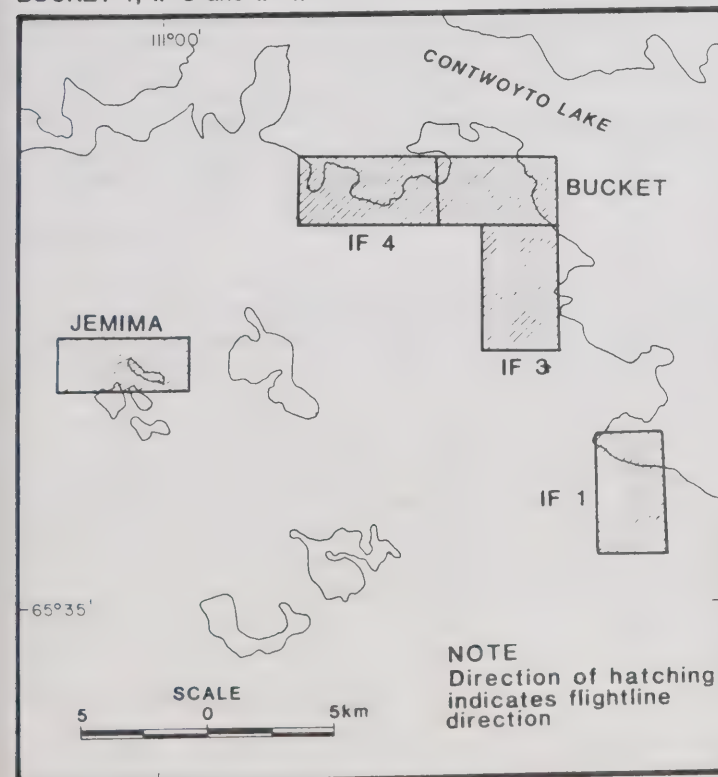 111°00'
CONTWOYTO LAKE
BUCKET
IF 4
JEMIMA
IF 3
IF 1
65°35'
NOTE
Direction of hatching
indicates flightline
direction
SCALE
5 0 5km